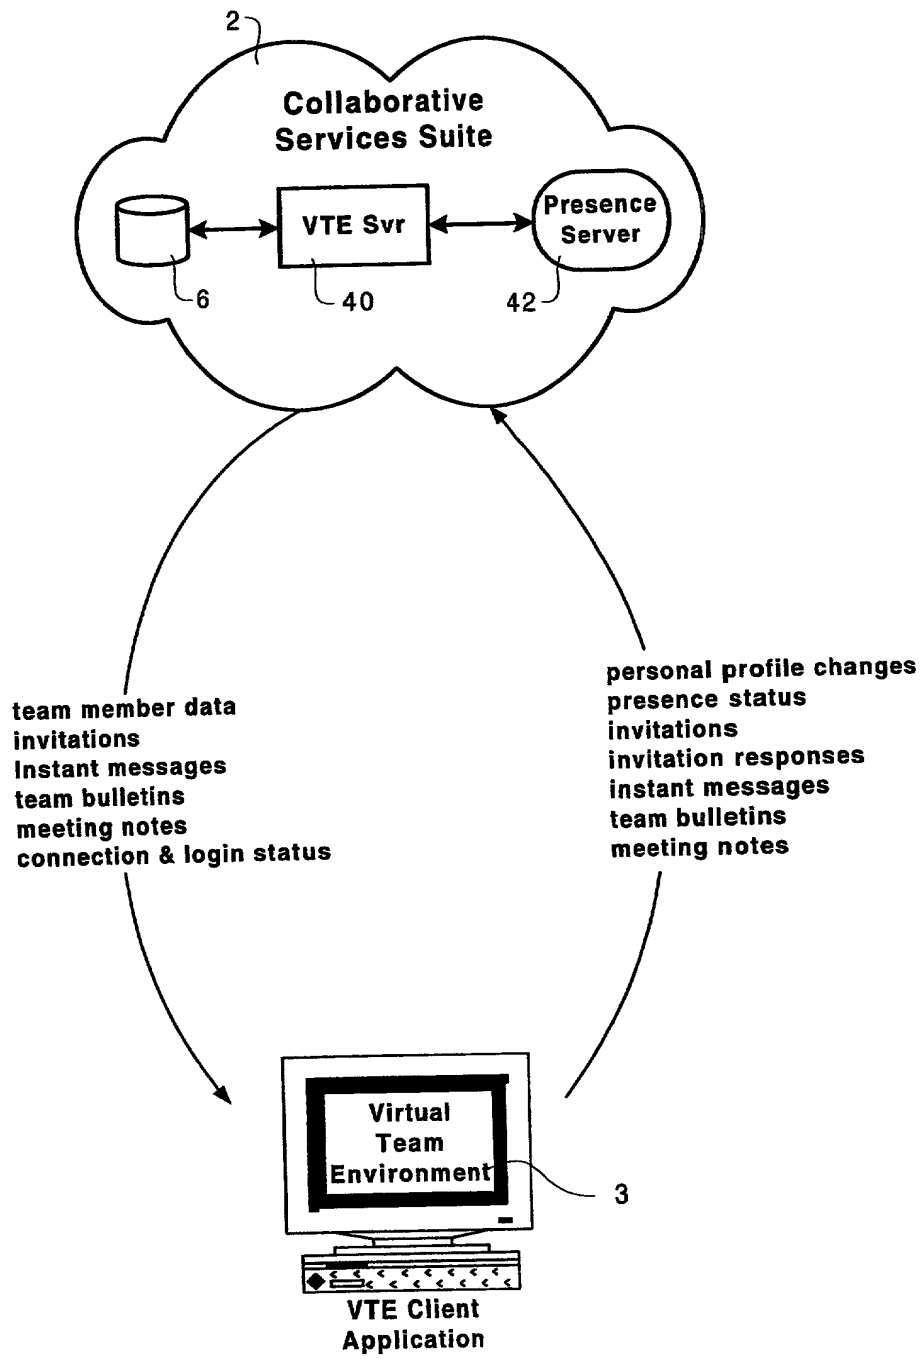 2
Collaborative
Services Suite
VTE Svr
Presence
Server
6
40
42
team member data
invitations
Instant messages
team bulletins
meeting notes
connection & login status
personal profile changes
presence status
invitations
invitation responses
instant messages
team bulletins
meeting notes
Virtual
Team
Environment
3
VTE Client
Application